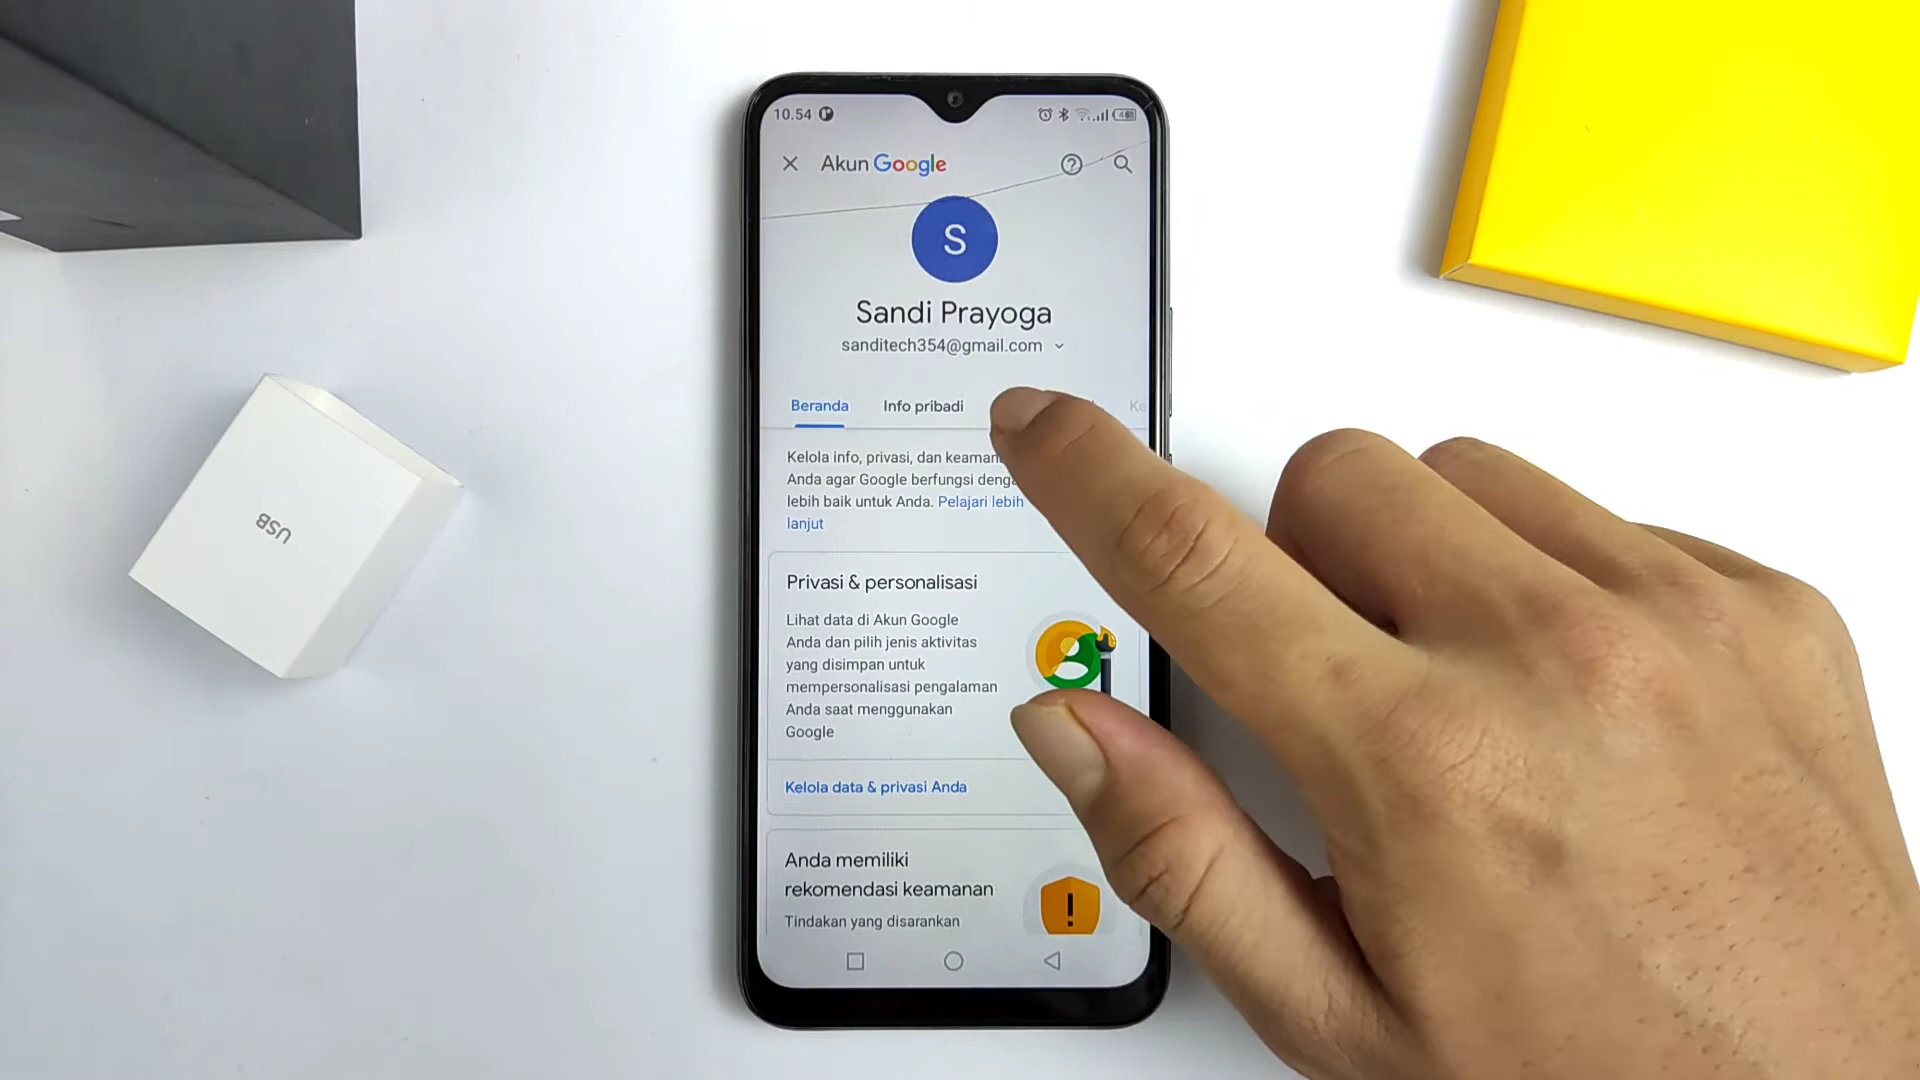 10.54
Akun Google
S
Sandi Prayoga
sanditech354@gmail.com
Beranda Info pribadi Ke
Kelola info, privasi, dan keaman
Anda agar Google berfungsi deng
lebih baik untuk Anda. Pelajari lebih
lanjut
Privasi & personalisasi
Lihat data di Akun Google
Anda dan pilih jenis aktivitas
yang disimpan untuk
mempersonalisasi pengalaman
Anda saat menggunakan
Google
Kelola data & privasi Anda
Anda memiliki
rekomendasi keamanan
Tindakan yang disarankan
USB